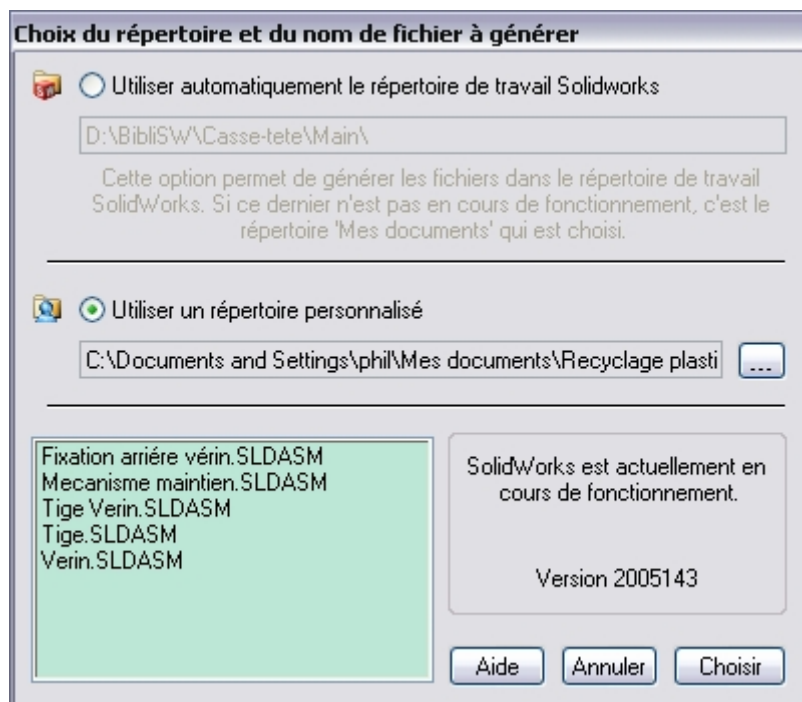 Choix du répertoire et du nom de fichier à générer
Utiliser automatiquement le répertoire de travail Solidworks
D:\BibliSW\Casse-tete\Main\
Cette option permet de générer les fichiers dans le répertoire de travail
SolidWorks. Si ce dernier n'est pas en cours de fonctionnement, c'est le
répertoire 'Mes documents' qui est choisi.
Utiliser un répertoire personnalisé
C:\Documents and Settings\phil\Mes documents\Recyclage plasti
...
Fixation arriére vérin.SLDASM
Mecanisme maintien.SLDASM
Tige Verin.SLDASM
Tige.SLDASM
Verin.SLDASM
SolidWorks est actuellement en
cours de fonctionnement.
Version 2005143
Aide
Annuler
Choisir